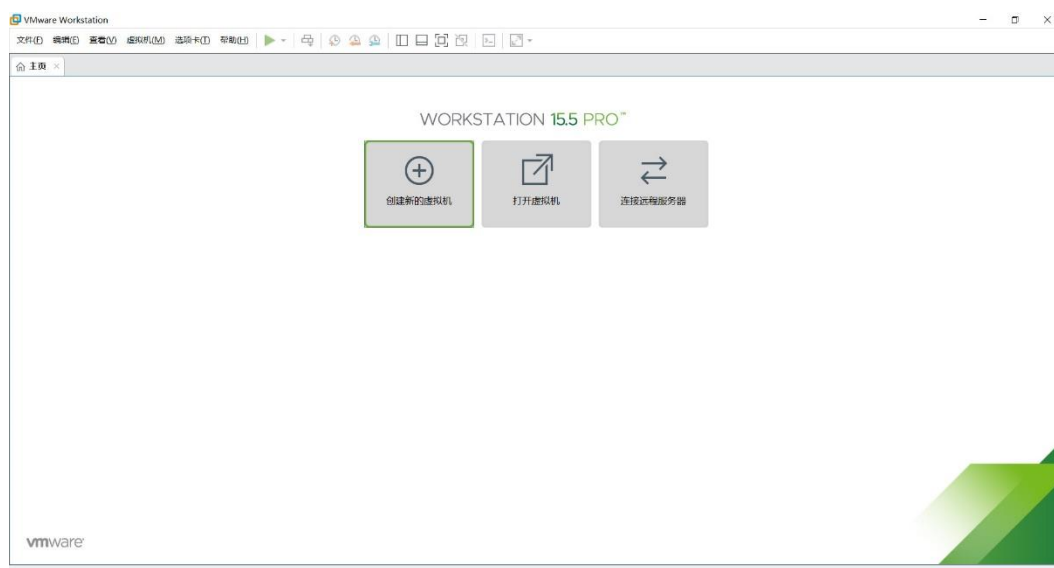 VMware Workstation
文件(F) 编辑(E) 查看(V) 虚拟机(M) 选项卡(T) 帮助(H)
主页
WORKSTATION 15.5 PRO™
创建新的虚拟机 打开虚拟机 连接远程服务器
vmware